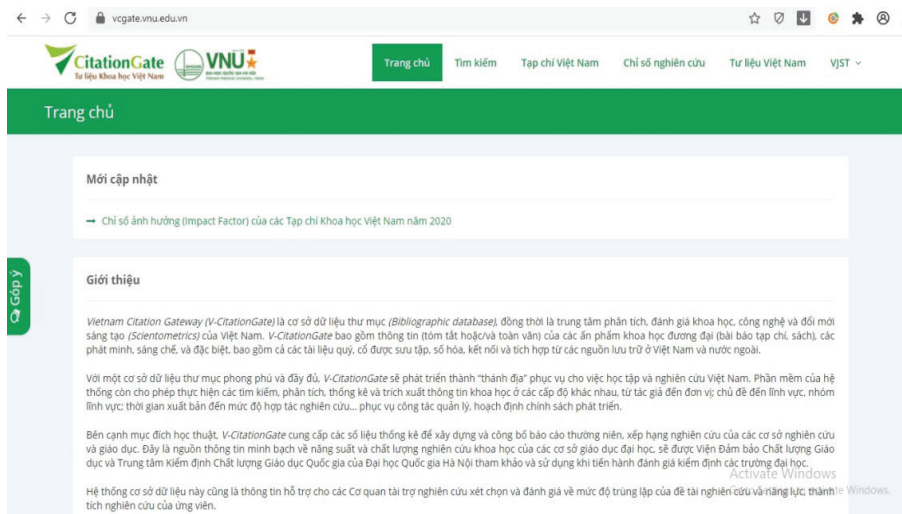 vcgate.vnu.edu.vn
CitationGate
Tư liệu Khoa học Việt Nam
VNU
Trang chủ
Tìm kiếm
Tạp chí Việt Nam
Chỉ số nghiên cứu
Tư liệu Việt Nam
VJST
Trang chủ
Mới cập nhật
→ Chỉ số ảnh hưởng (Impact Factor) của các Tạp chí Khoa học Việt Nam năm 2020
Góp ý
Giới thiệu
Vietnam Citation Gateway (V-CitationGate) là cơ sở dữ liệu thư mục (Bibliographic database), đồng thời là trung tâm phân tích, đánh giá khoa học, công nghệ và đổi mới
sáng tạo (Scientometrics) của Việt Nam. V-CitationGate bao gồm thông tin (tóm tắt hoặc/và toàn văn) của các ấn phẩm khoa học đương đại (bài báo tạp chí, sách), các
phát minh, sáng chế, và đặc biệt, bao gồm cả các tài liệu quý, cổ được sưu tập, số hóa, kết nối và tích hợp từ các nguồn lưu trữ ở Việt Nam và nước ngoài.
Với một cơ sở dữ liệu thư mục phong phú và đầy đủ, V-CitationGate sẽ phát triển thành "thánh địa" phục vụ cho việc học tập và nghiên cứu Việt Nam. Phần mềm của hệ
thống còn cho phép thực hiện các tìm kiếm, phân tích, thống kê và trích xuất thông tin khoa học ở các cấp độ khác nhau, từ tác giả đến đơn vị; chủ đề đến lĩnh vực, nhóm
lĩnh vực; thời gian xuất bản đến mức độ hợp tác nghiên cứu... phục vụ công tác quản lý, hoạch định chính sách phát triển.
Bên cạnh mục đích học thuật, V-CitationGate cung cấp các số liệu thống kê để xây dựng và công bố báo cáo thường niên, xếp hạng nghiên cứu của các cơ sở nghiên cứu
và giáo dục. Đây là nguồn thông tin minh bạch về năng suất và chất lượng nghiên cứu khoa học của các cơ sở giáo dục đại học, sẽ được Viện Đảm bảo Chất lượng Giáo
dục và Trung tâm Kiểm định Chất lượng Giáo dục Quốc gia của Đại học Quốc gia Hà Nội tham khảo và sử dụng khi tiến hành đánh giá kiểm định các trường đại học.
Activate Windows
Hệ thống cơ sở dữ liệu này cũng là thông tin hỗ trợ cho các Cơ quan tài trợ nghiên cứu xét chọn và đánh giá về mức độ trùng lặp của đề tài nghiên cứu và năng lực, thành
tích nghiên cứu của ứng viên.